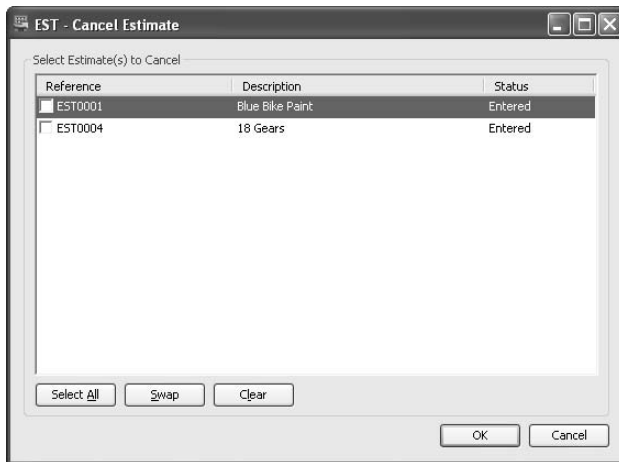 EST - Cancel Estimate
Select Estimate(s) to Cancel
Reference Description Status
EST0001 Blue Bike Paint Entered
EST0004 18 Gears Entered
Select All Swap Clear
OK Cancel